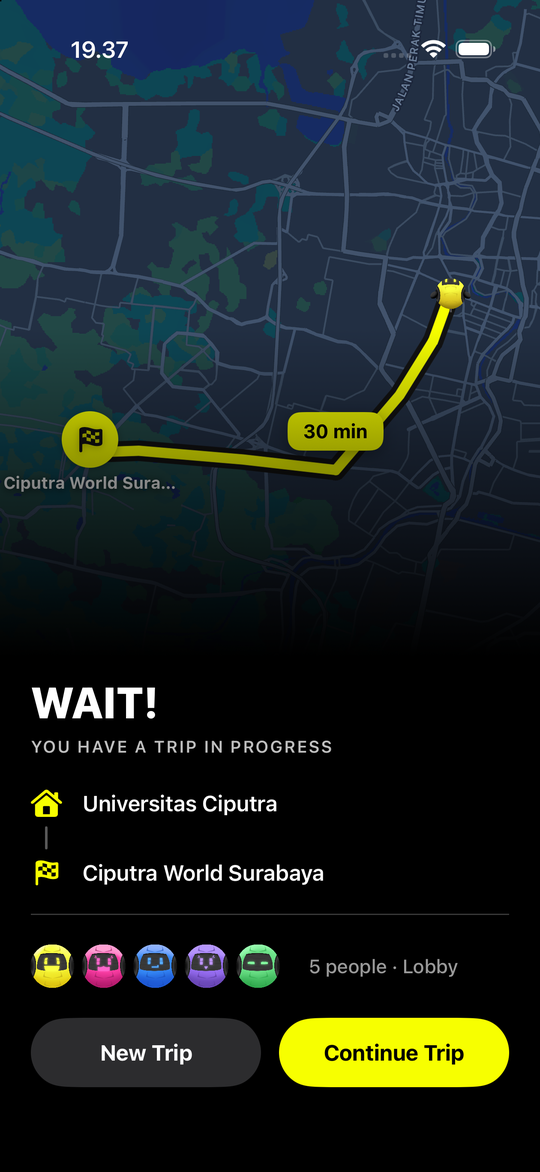 19.37
JALAN PERAK TIMU
30 min
Ciputra World Sura...
WAIT!
YOU HAVE A TRIP IN PROGRESS
Universitas Ciputra
Ciputra World Surabaya
5 people · Lobby
New Trip
Continue Trip